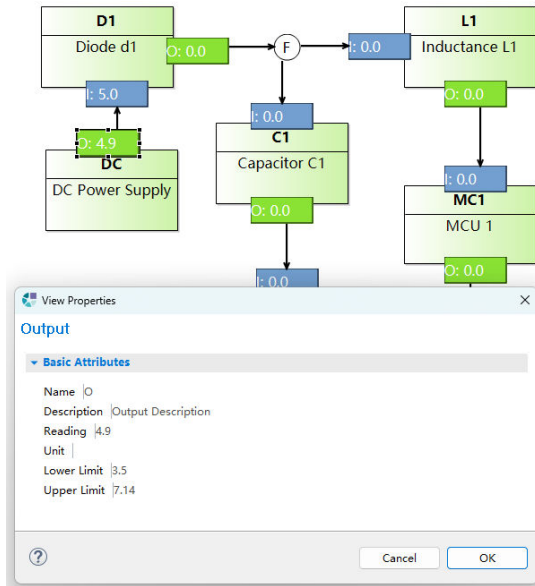 D1
Diode d1
O: 0.0
I: 5.0
F
I: 0.0
L1
Inductance L1
O: 0.0
O: 4.9
DC
DC Power Supply
I: 0.0
C1
Capacitor C1
O: 0.0
I: 0.0
I: 0.0
MC1
MCU 1
O: 0.0
View Properties
Output
Basic Attributes
Name O
Description Output Description
Reading 4.9
Unit
Lower Limit 3.5
Upper Limit 7.14
?
Cancel
OK